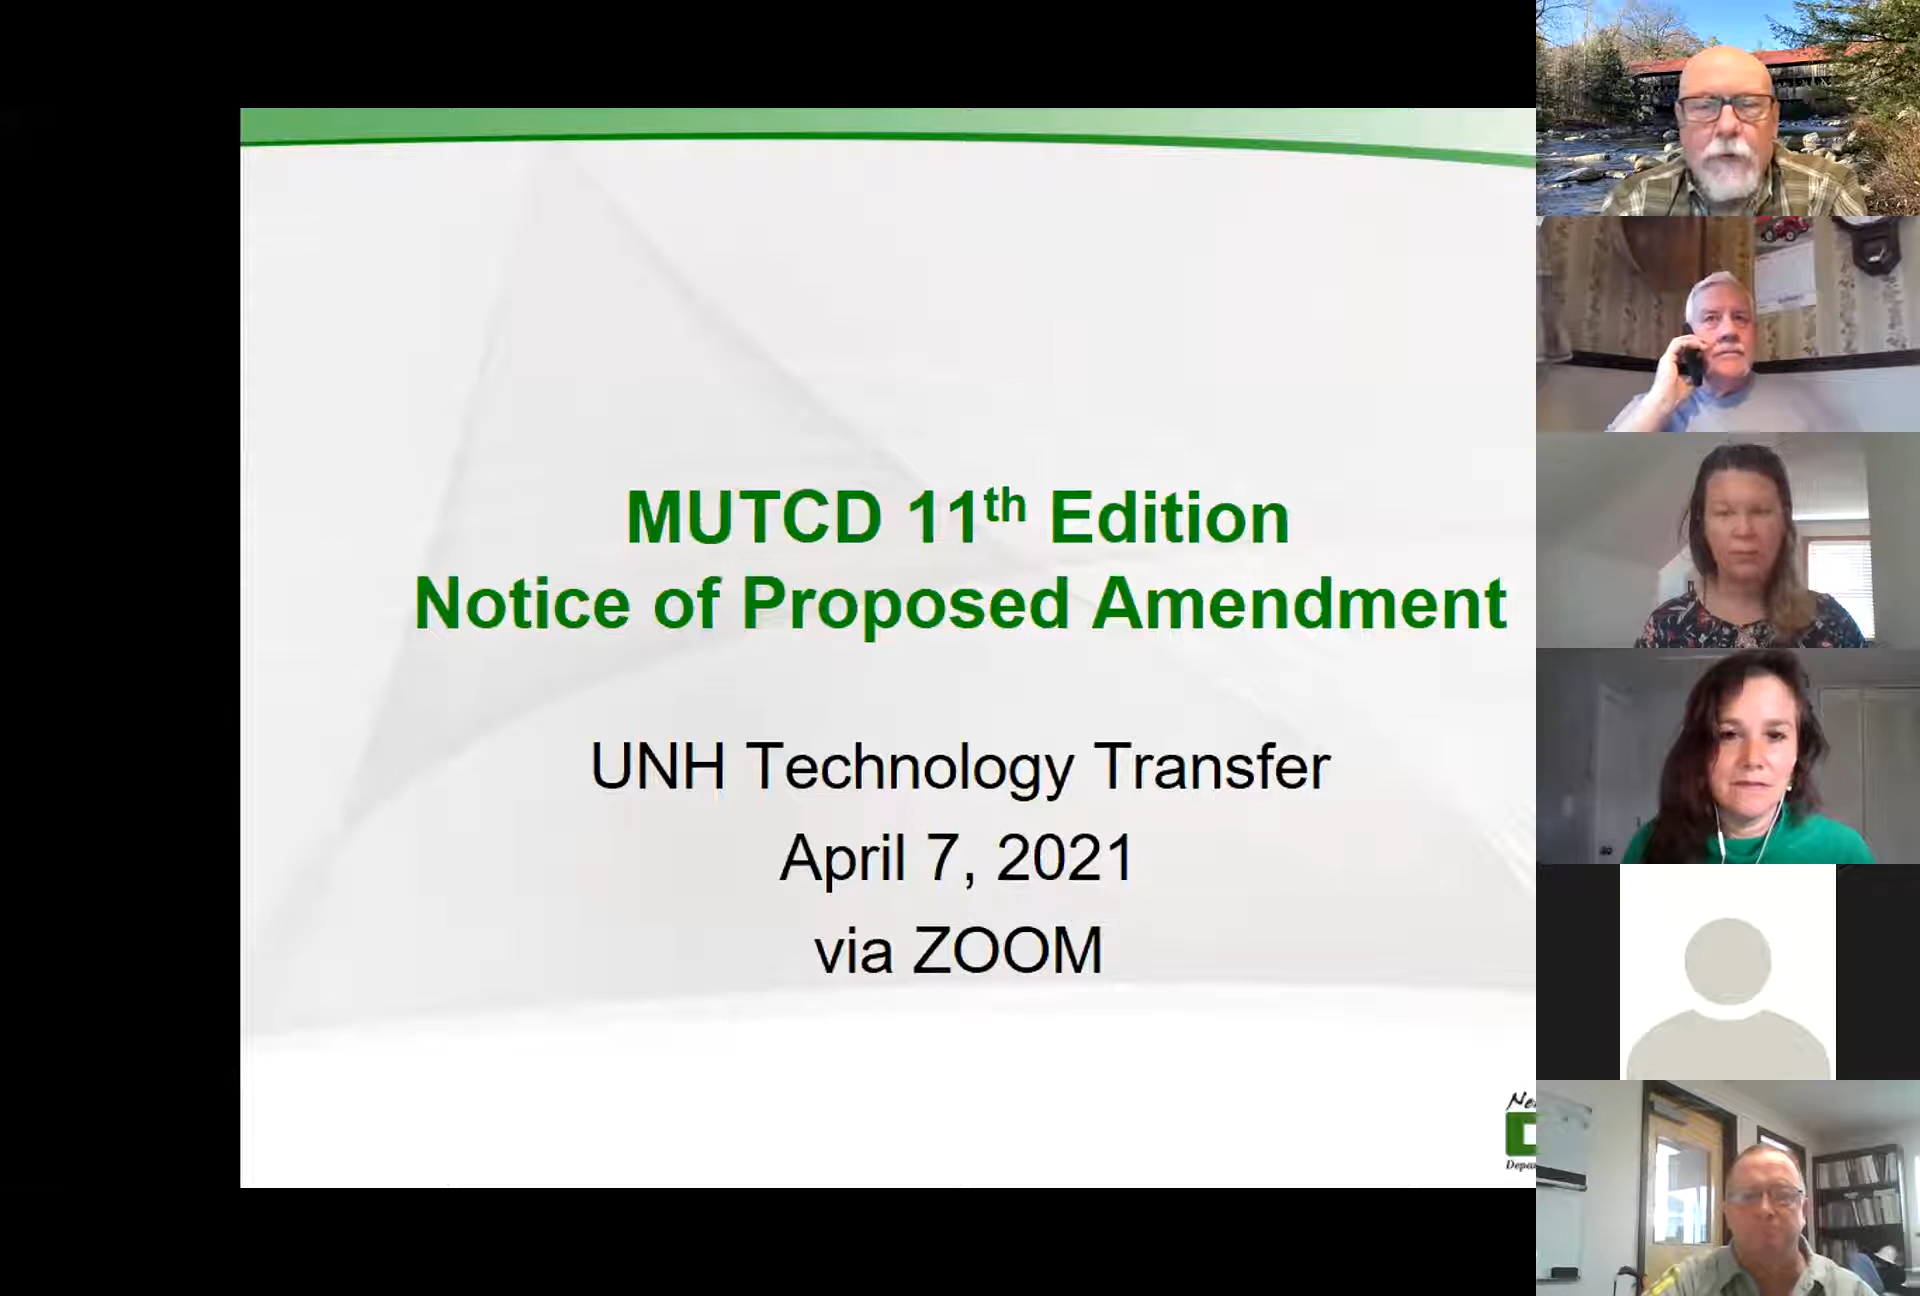 MUTCD 11th Edition
Notice of Proposed Amendment
UNH Technology Transfer
April 7, 2021
via ZOOM